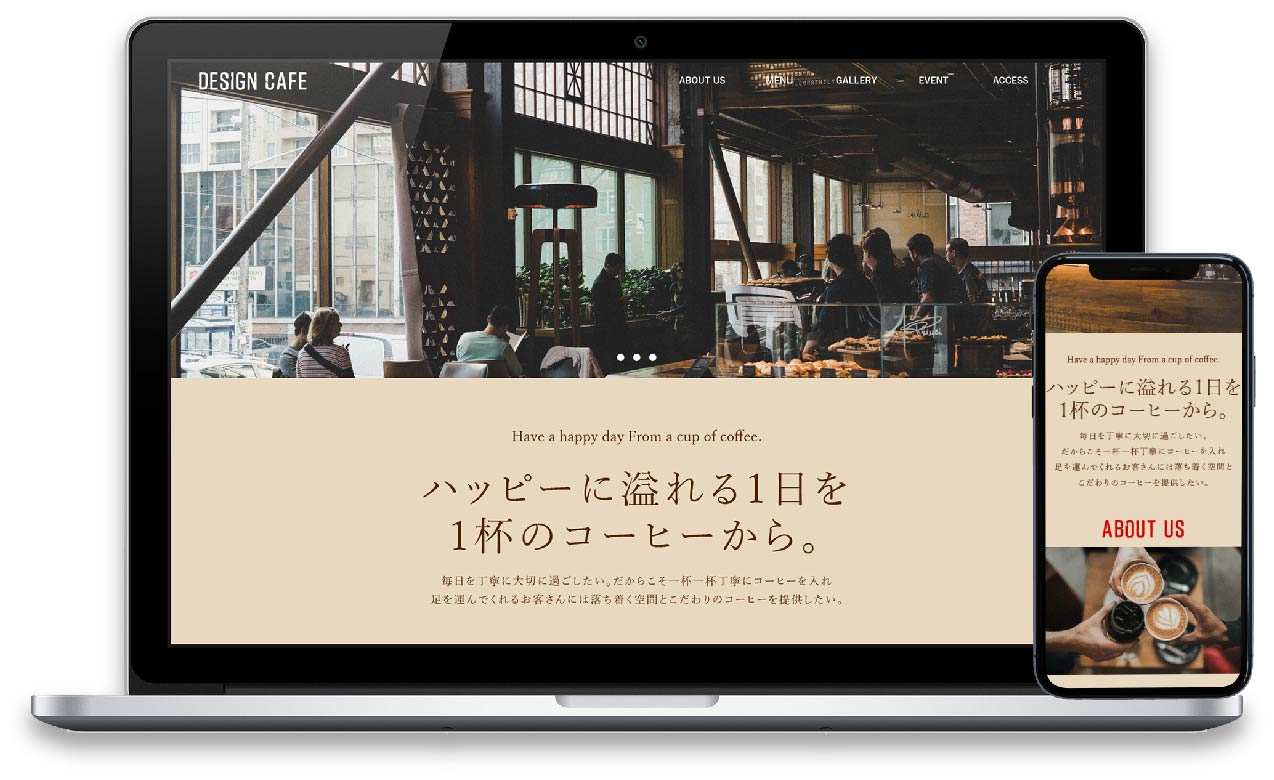 DESIGN CAFE
ABOUT US
MENU
GALLERY
EVENT
ACCESS
Have a happy day From a cup of coffee.
ハッピーに溢れる1日を
1杯のコーヒーから。
毎日を丁寧に大切に過ごしたい。だからこそ一杯一杯丁寧にコーヒーを入れ
足を運んでくれるお客さんには落ち着く空間とこだわりのコーヒーを提供したい。
Have a happy day From a cup of coffee.
ハッピーに溢れる1日を
1杯のコーヒーから。
毎日を丁寧に大切に過ごしたい。
だからこそ一杯一杯丁寧にコーヒーを入れ
足を運んでくれるお客さんには落ち着く空間と
こだわりのコーヒーを提供したい。
ABOUT US